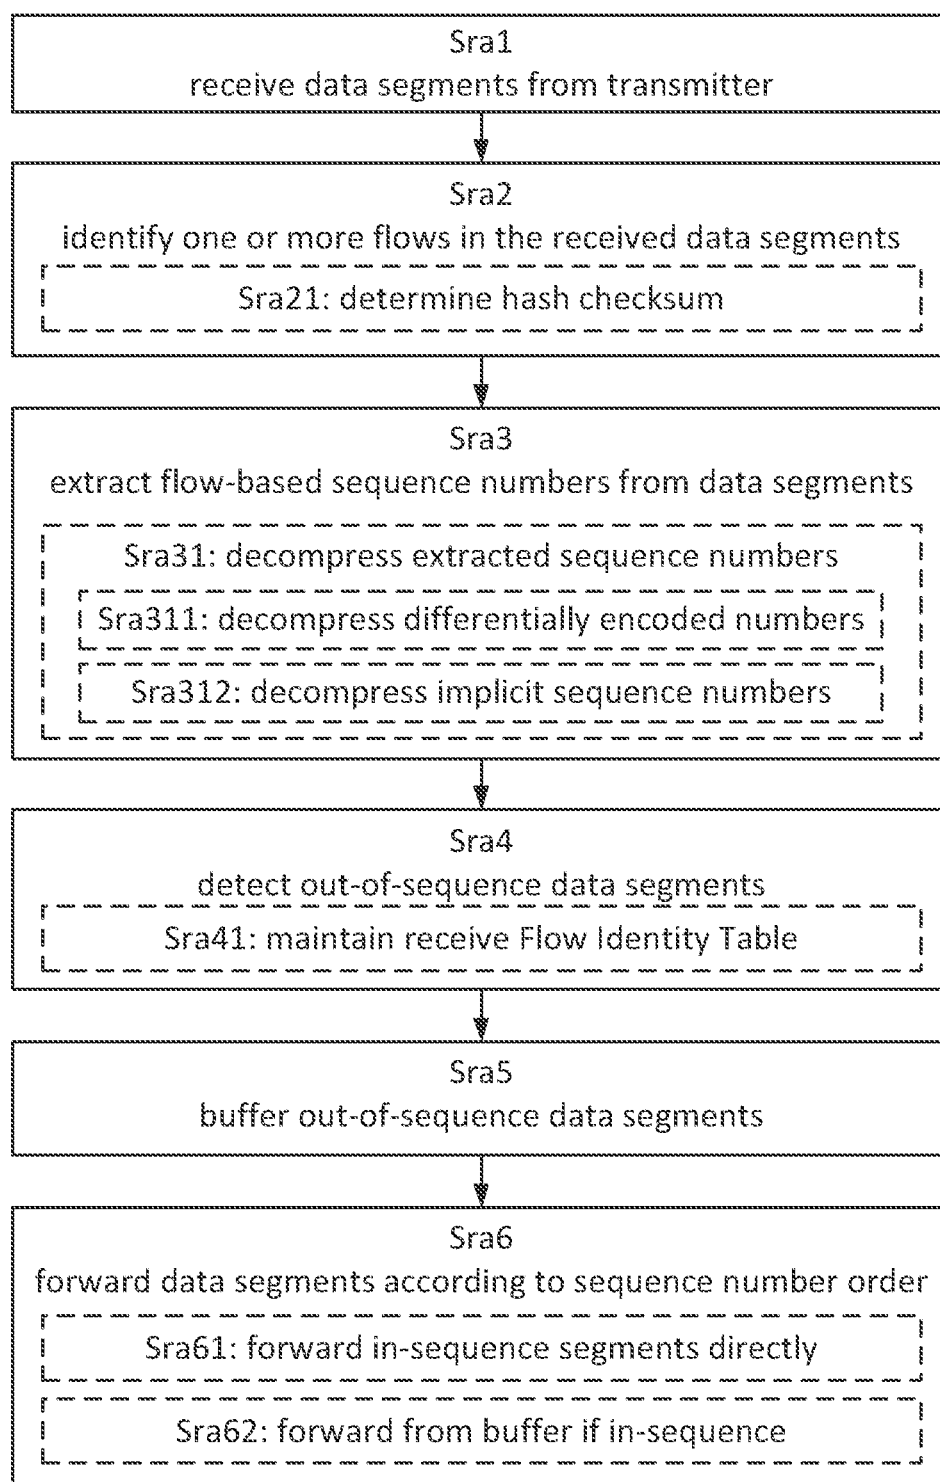 Sra1
receive data segments from transmitter
Sra2
identify one or more flows in the received data segments
Sra21: determine hash checksum
Sra3
extract flow-based sequence numbers from data segments
Sra31: decompress extracted sequence numbers
Sra311: decompress differentially encoded numbers
Sra312: decompress implicit sequence numbers
Sra4
detect out-of-sequence data segments
Sra41: maintain receive Flow Identity Table
Sra5
buffer out-of-sequence data segments
Sra6
forward data segments according to sequence number order
Sra61: forward in-sequence segments directly
Sra62: forward from buffer if in-sequence